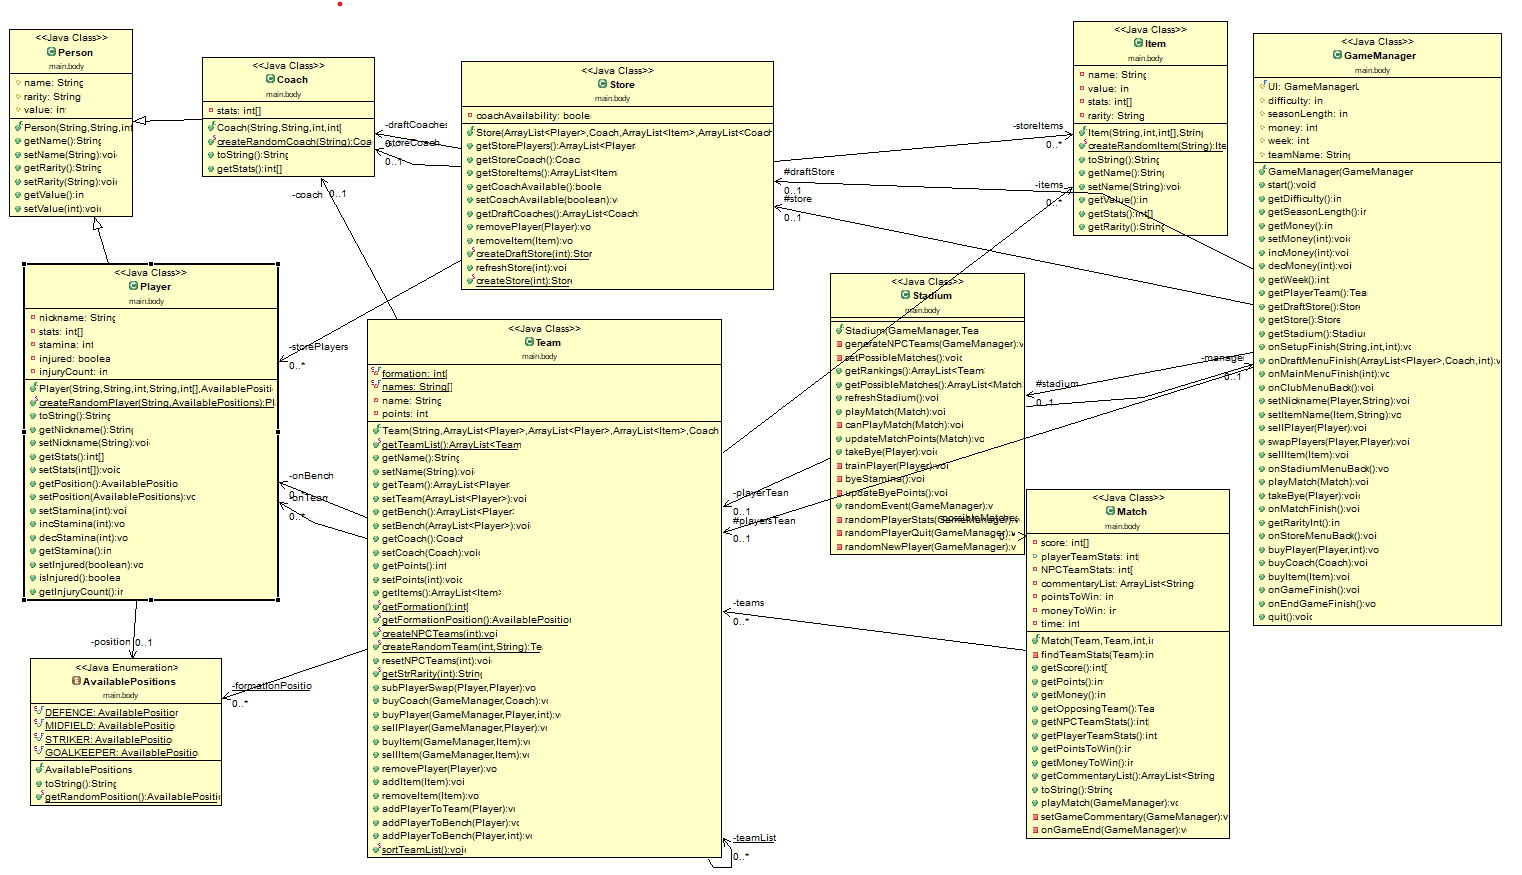 <<Java Class>>
Person
main.body
name: String
rarity: String
value: int
Person(String,String,int
getName():String
setName(String):voi
getRarity():String
setRarity(String):voi
getValue():in
setValue(int):voi
<<Java Class>>
Coach
main.body
stats: int[]
Coach(String,String,int,int[
createRandomCoach(String):Coa
toString():String
getStats():int[]
<<Java Class>>
Store
main.body
coachAvailability: boole
Store(ArrayList<Player>,Coach,ArrayList<Item>,ArrayList<Coach
getStorePlayers():ArrayList<Player
getStoreCoach():Coac
getStoreItems():ArrayList<Item
getCoachAvailable():boole
setCoachAvailable(boolean):v
getDraftCoaches():ArrayList<Coach
removePlayer(Player):vo
removeItem(Item):vo
createDraftStore(int):Stor
refreshStore(int):voi
createStore(int):Store
<<Java Class>>
Item
main.body
name: String
value: in
stats: int[]
rarity: String
Item(String,int,int[],String
createRandomItem(String):Ite
toString():String
getName():String
setName(String):voi
getValue():in
getStats():int[]
getRarity():String
<<Java Class>>
GameManager
main.body
UI: GameManagerU
difficulty: in
seasonLength: in
money: int
week: int
teamName: String
GameManager(GameManager
start():void
getDifficulty():in
getSeasonLength():ir
getMoney():in
setMoney(int):voi
incMoney(int):voi
decMoney(int):voi
getWeek():int
getPlayerTeam():Tea
getDraftStore():Stor
getStore():Store
getStadium():Stadiu
onSetupFinish(String,int,int):v
onDraftMenuFinish(ArrayList<Player>,Coach,int):v
onMainMenuFinish(int):v
onClubMenuBack():vo
setNickname(Player,String):v
setItemName(Item,String):v
sellPlayer(Player):vo
swapPlayers(Player,Player):v
sellItem(Item):vo
onStadiumMenuBack():vo
playMatch(Match):vo
takeBye(Player):voi
onMatchFinish():vo
getRarityInt():in
onStoreMenuBack():vo
buyPlayer(Player,int):v
buyCoach(Coach):voi
buyItem(Item):voi
onGameFinish():voi
onEndGameFinish():vo
quit():voi
<<Java Class>>
Player
main.body
nickname: String
stats: int[]
stamina: int
injured: boolea
injuryCount: in
Player(String,String,int,String,int[],AvailablePositi
createRandomPlayer(String,AvailablePositions):Pl
toString():String
getNickname():String
setNickname(String):voi
getStats():int[]
setStats(int[]):voi
getPosition():AvailablePositio
setPosition(AvailablePositions):vc
setStamina(int):voi
incStamina(int):vo
decStamina(int):vo
getStamina():in
setInjured(boolean):vo
isInjured():boolea
getInjuryCount():in
<<Java Class>>
Team
main.body
formation: int[
names: String[]
name: String
points: int
Team(String,ArrayList<Player>,ArrayList<Player>,ArrayList<Item>,Coach
getTeamList():ArrayList<Team
getName():String
setName(String):voi
getTeam():ArrayList<Player
setTeam(ArrayList<Player>):voi
getBench():ArrayList<Player
setBench(ArrayList<Player>):voi
getCoach():Coach
setCoach(Coach):voi
getPoints():int
setPoints(int):void
getItems():ArrayList<Item>
getFormation():int[
getFormationPosition():AvailablePosition
createNPCTeams(int):voi
createRandomTeam(int,String):Te
resetNPCTeams(int):voi
getStrRarity(int):String
subPlayerSwap(Player,Player):vo
buyCoach(GameManager,Coach):v
buyPlayer(GameManager,Player,int):v
sellPlayer(GameManager,Player):v
buyItem(GameManager,Item):v
sellItem(GameManager,Item):v
removePlayer(Player):vo
addItem(Item):voi
removeItem(Item):vo
addPlayerToTeam(Player):v
addPlayerToBench(Player):v
addPlayerToBench(Player,int):v
sortTeamList():voi
<<Java Class>>
Stadium
main.body
Stadium(GameManager,Tea
generateNPCTeams(GameManager):v
setPossibleMatches():voi
getRankings():ArrayList<Team
getPossibleMatches():ArrayList<Match
refreshStadium():voi
playMatch(Match):voi
canPlayMatch(Match):voi
updateMatchPoints(Match):v
takeBye(Player):voi
trainPlayer(Player):voi
byeStamina():voi
updateByePoints():voi
randomEvent(GameManager):v
randomPlayerStats(GameManager):v
randomPlayerQuit(GameManager):v
randomNewPlayer(GameManager):v
<<Java Class>>
Match
main.body
score: int[]
playerTeamStats: int[
NPCTeamStats: int[
commentaryList: ArrayList<String
pointsToWin: in
moneyToWin: in
time: int
Match(Team,Team,int,in
findTeamStats(Team):in
getScore():int[
getPoints():in
getMoney():in
getOpposingTeam():Tea
getNPCTeamStats():int[
getPlayerTeamStats():int
getPointsToWin():ir
getMoneyToWin():ir
getCommentaryList():ArrayList<String
toString():String
playMatch(GameManager):v
setGameCommentary(GameManager):v
onGameEnd(GameManager):v
<<Java Enumeration>
AvailablePositions
main.body
DEFENCE: AvailablePosition
MIDFIELD: AvailablePositio
STRIKER: AvailablePositio
GOALKEEPER: AvailablePositio
AvailablePositions
toString():String
getRandomPosition():AvailablePositi
-draftCoaches
-storeCoach
0..1
-coach 0..1
-storeItems
0..*
#draftStore
0..1
#store
0..1
-items
0..*
-storePlayers
0..*
-onBench
0..*
-onTeam
0..*
-position 0..1
-formationPositio
0..*
-playerTean
0..1
#playersTean
0..1
-manager
0..1
#stadium
0..1
-possibleMatches
0..*
-teams
0..*
-teamList
0..*